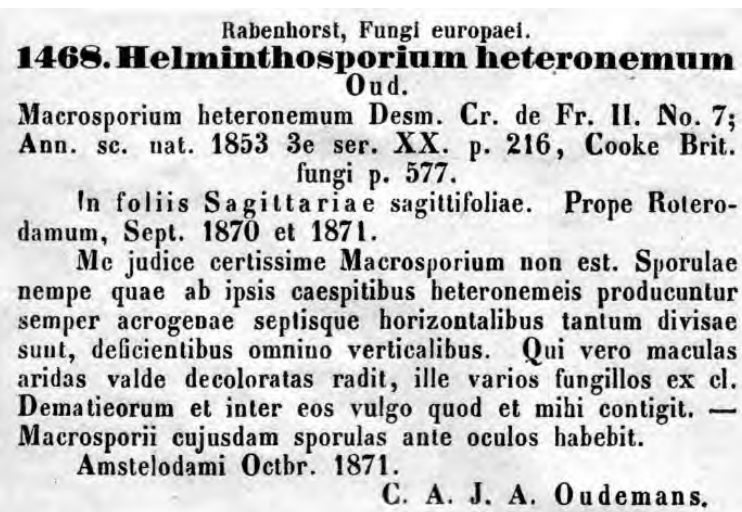 Rabenhorst, Fungi europaei.
1468. Helminthosporium heteronemum
Oud.
Macrosporium heteronemum Desm. Cr. de Fr. II. No. 7;
Ann. sc. nat. 1853 3e ser. XX. p. 216, Cooke Brit.
fungi p. 577.
In foliis Sagittariae sagittifoliae. Prope Rotero-
damum, Sept. 1870 et 1871.
Me judice certissime Macrosporium non est. Sporulae
nempe quae ab ipsis caespitibus heteronemeis producuntur
semper acrogenae septisque horizontalibus tantum divisae
sunt, deficientibus omnino verticalibus. Qui vero maculas
aridas valde decoloratas radit, ille varios fungillos ex cl.
Dematieorum et inter eos vulgo quod et mihi contigit. —
Macrosporii cujusdam sporulas ante oculos habebit.
Amstelodami Octbr. 1871.
C. A. J. A. Oudemans.